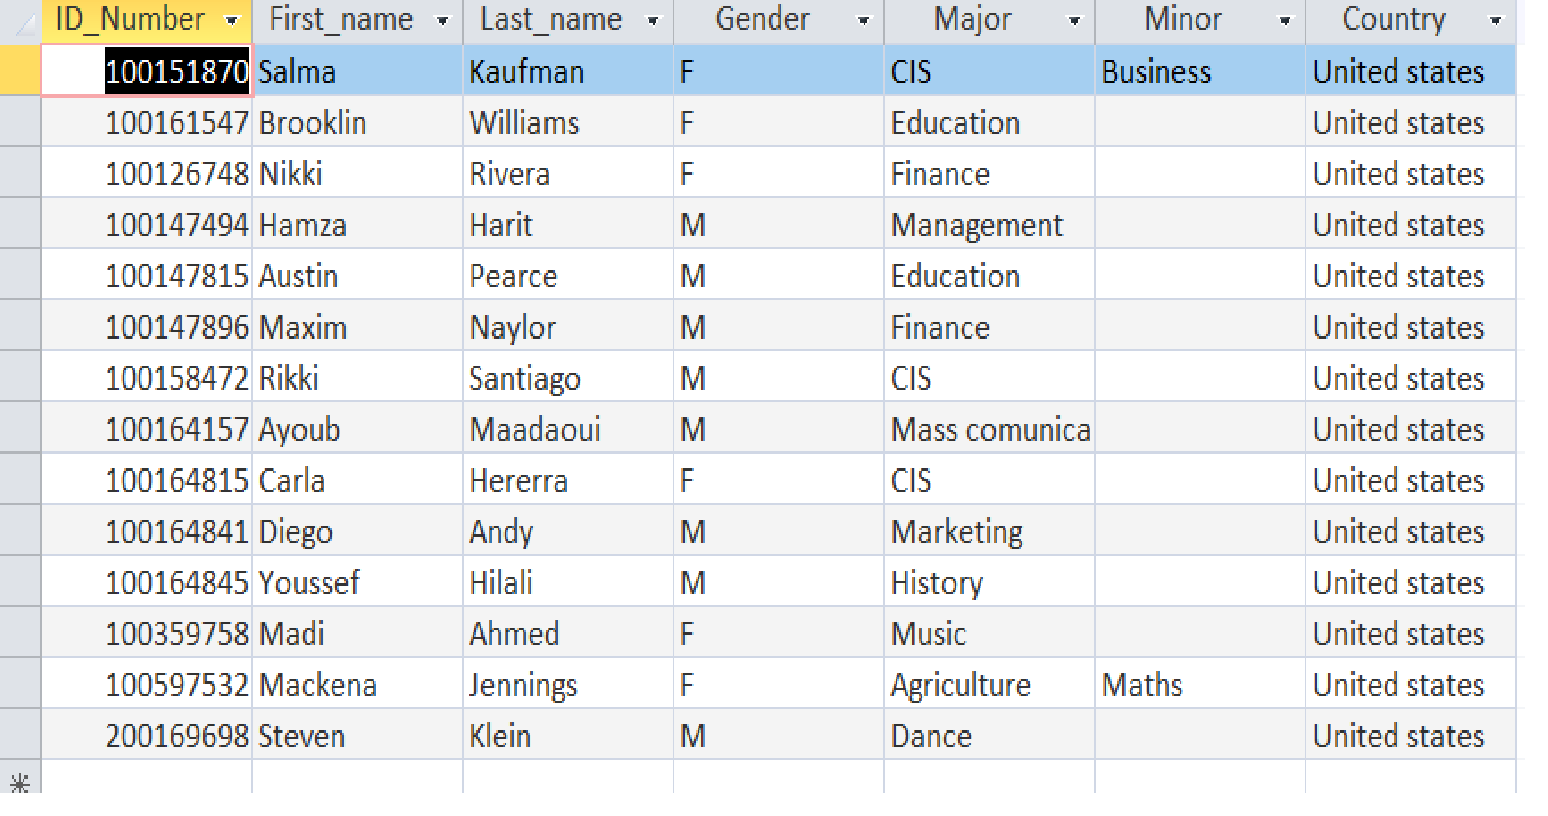 ID_Number First_name Last_name Gender Major Minor Country
100151870 Salma Kaufman F CIS Business United states
100161547 Brooklin Williams F Education United states
100126748 Nikki Rivera F Finance United states
100147494 Hamza Harit M Management United states
100147815 Austin Pearce M Education United states
100147896 Maxim Naylor M Finance United states
100158472 Rikki Santiago M CIS United states
100164157 Ayoub Maadaoui M Mass comunica United states
100164815 Carla Hererra F CIS United states
100164841 Diego Andy M Marketing United states
100164845 Youssef Hilali M History United states
100359758 Madi Ahmed F Music United states
100597532 Mackena Jennings F Agriculture Maths United states
200169698 Steven Klein M Dance United states